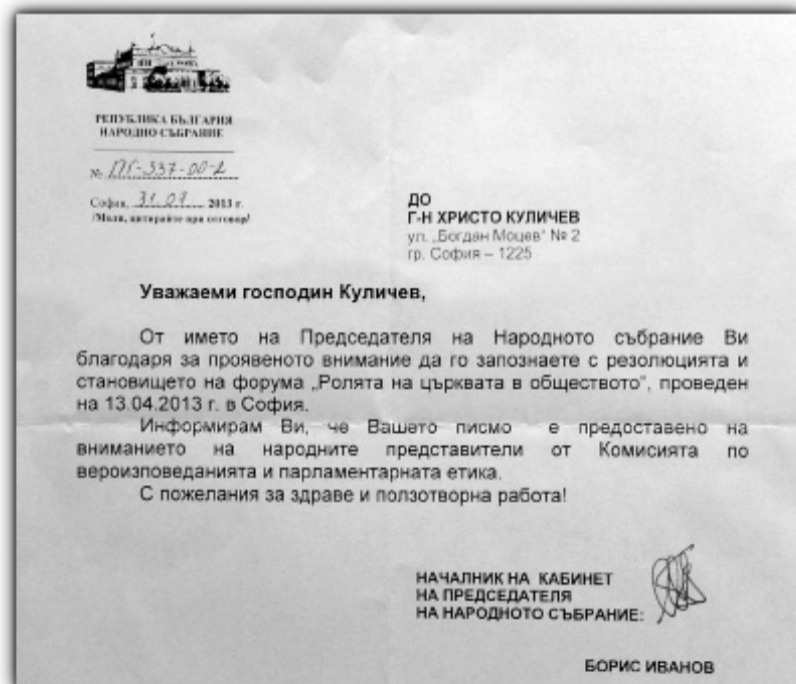 РЕПУБЛИКА БЪЛГАРИЯ
НАРОДНО СЪБРАНИЕ
№ ПГ-337-00-2
София, 31.07 2013 г.
/Моля, цитирайте при отговор/
ДО
Г-Н ХРИСТО КУЛИЧЕВ
ул. „Богдан Моцев“ № 2
гр. София – 1225
Уважаеми господин Куличев,
От името на Председателя на Народното събрание Ви
благодаря за проявеното внимание да го запознаете с резолюцията и
становището на форума „Ролята на църквата в обществото“, проведен
на 13.04.2013 г. в София.
Информирам Ви, че Вашето писмо е предоставено на
вниманието на народните представители от Комисията по
вероизповеданията и парламентарната етика.
С пожелания за здраве и ползотворна работа!
НАЧАЛНИК НА КАБИНЕТ
НА ПРЕДСЕДАТЕЛЯ
НА НАРОДНОТО СЪБРАНИЕ:
БОРИС ИВАНОВ